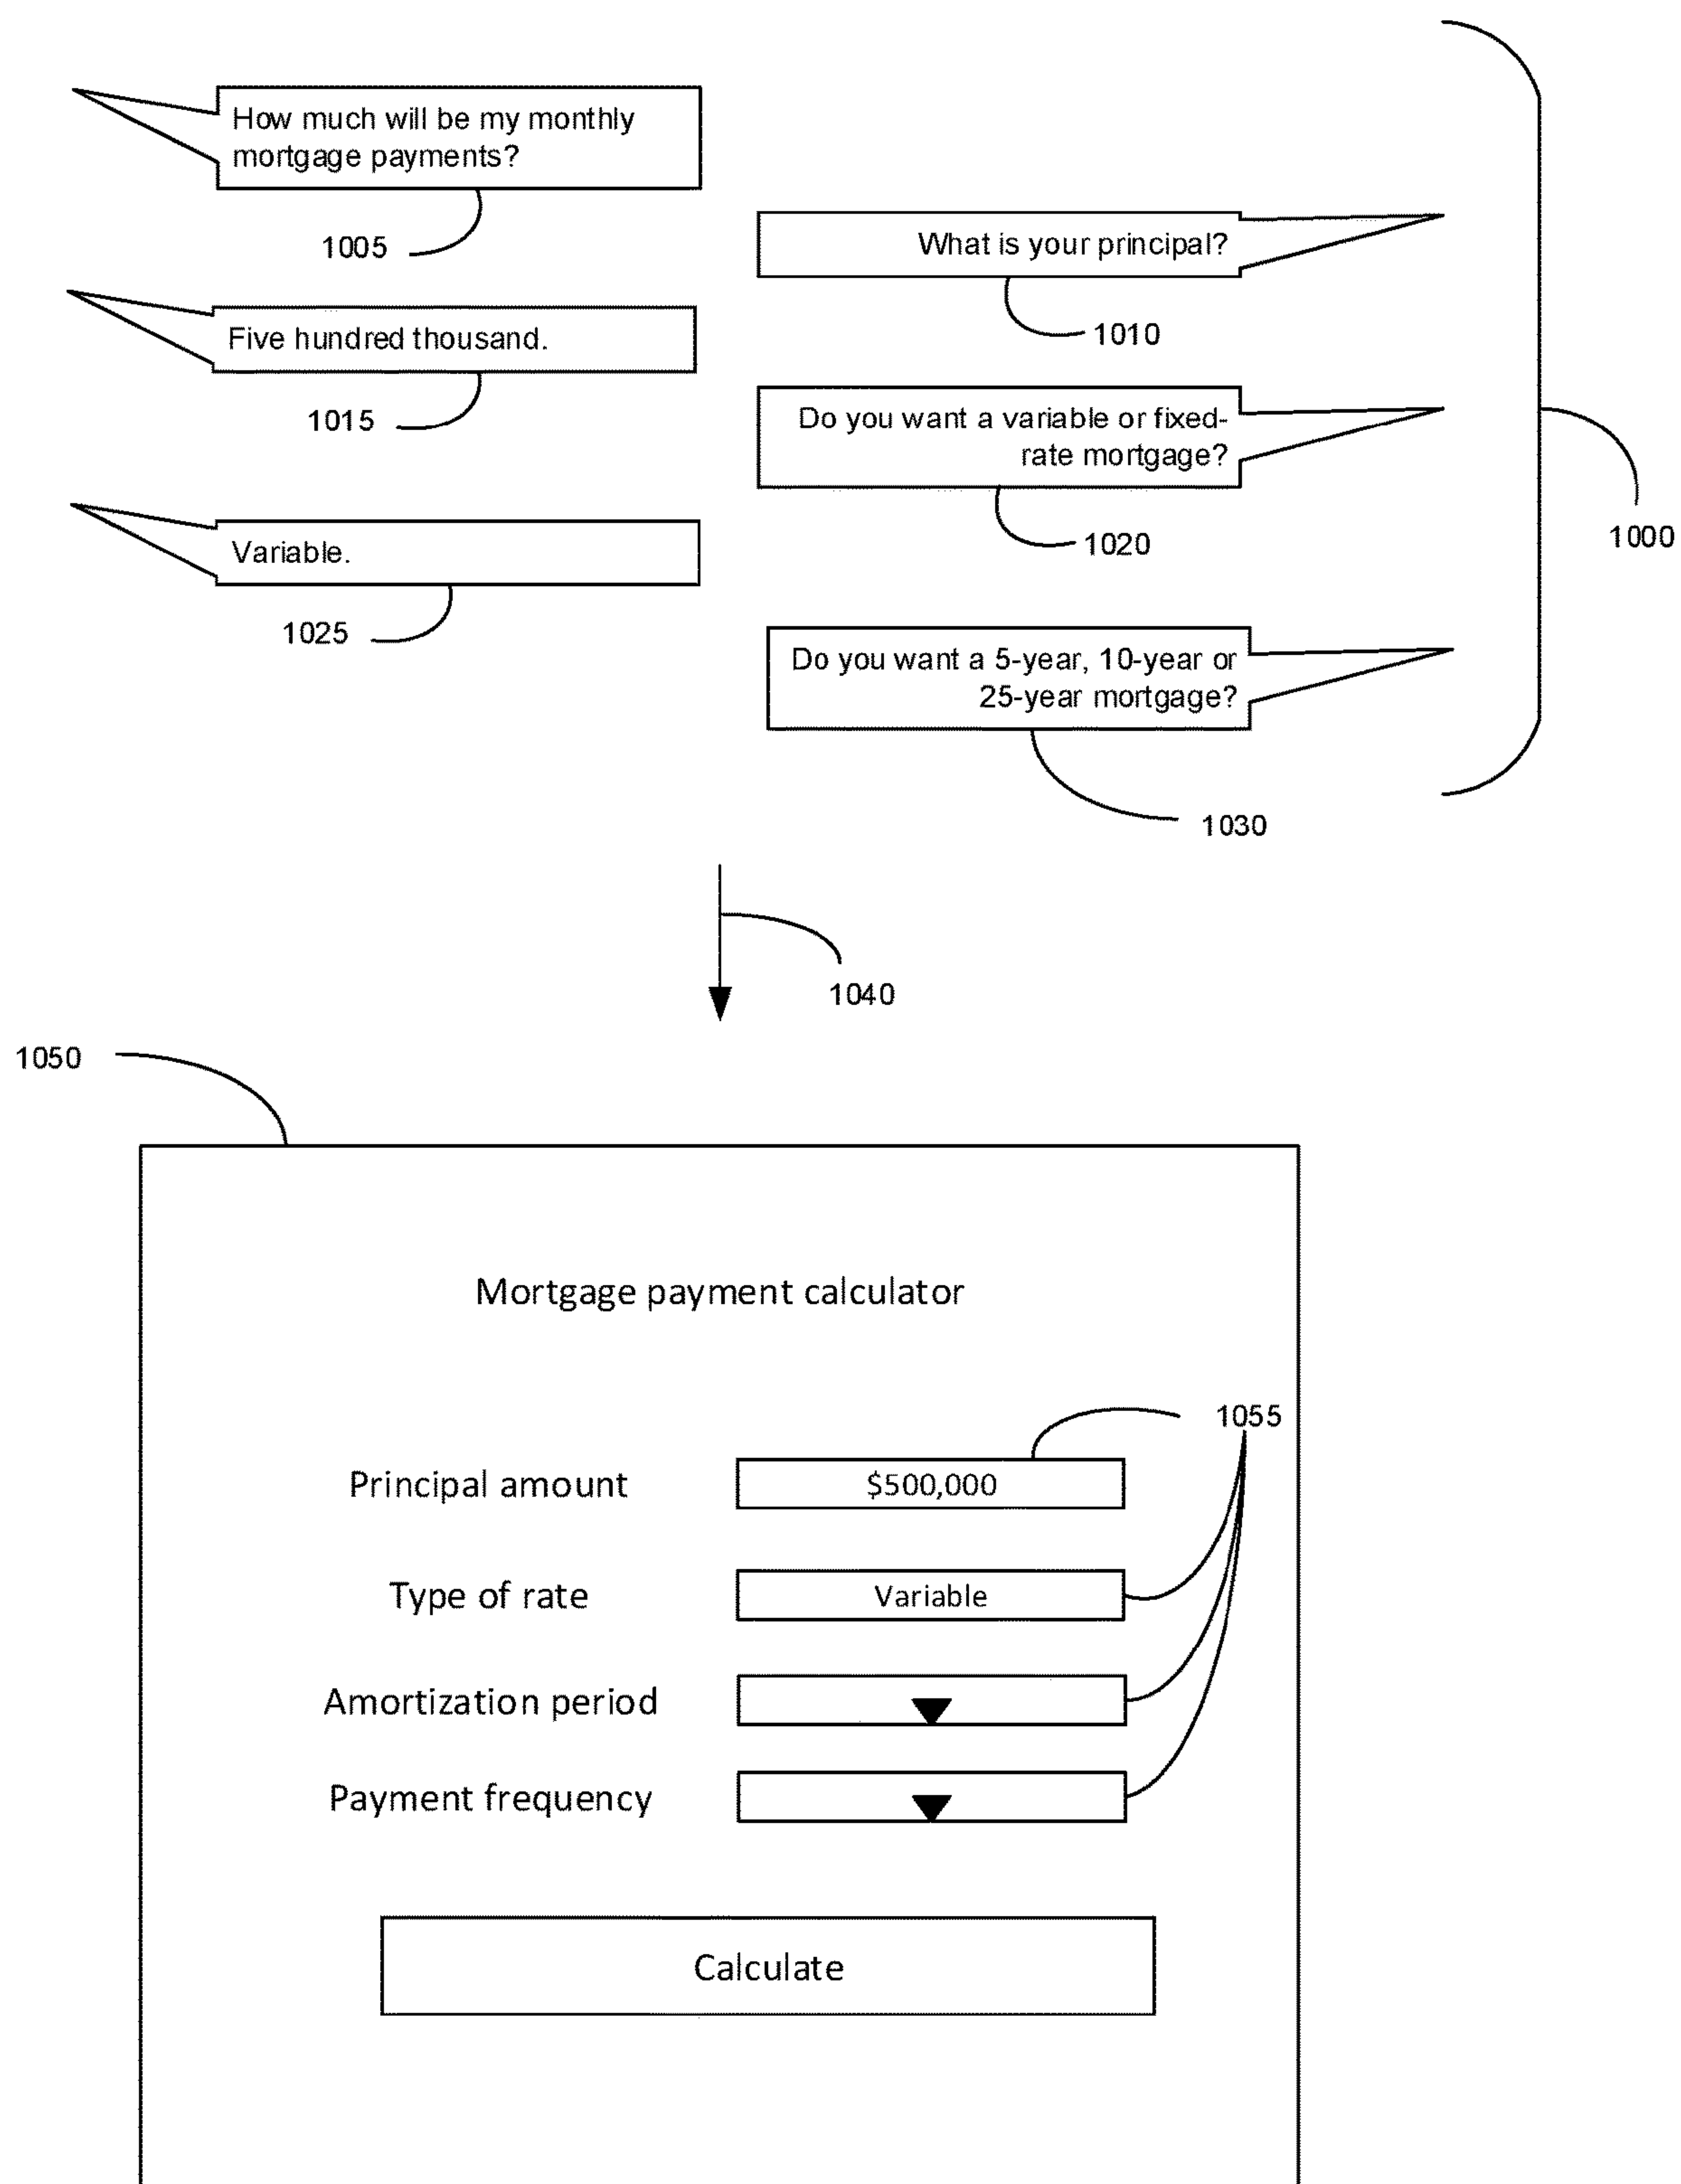 How much will be my monthly
mortgage payments?
1005
What is your principal?
1010
Five hundred thousand.
1015
Do you want a variable or fixed-
rate mortgage?
1020
1000
Variable.
1025
Do you want a 5-year, 10-year or
25-year mortgage?
1030
1040
1050
Mortgage payment calculator
1055
Principal amount
$500,000
Type of rate
Variable
Amortization period
Payment frequency
Calculate